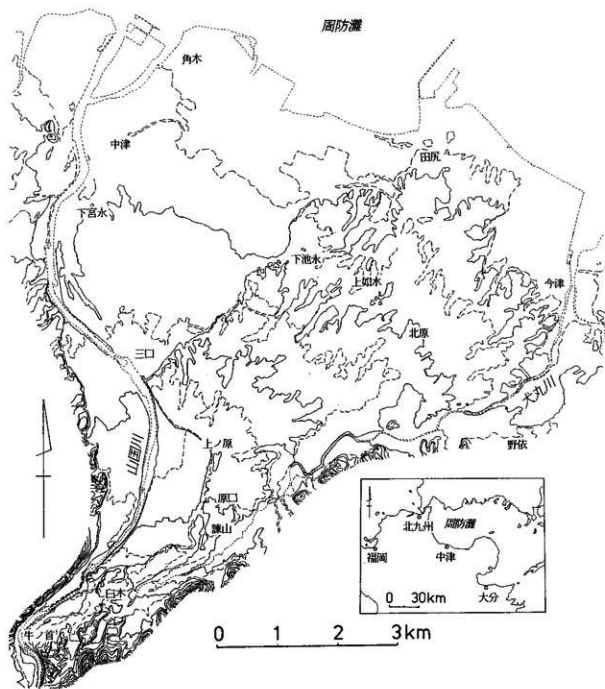 周防灘
角木
中津
田尻
下宮永
下池永
上如水
今津
北原
三口
犬丸川
上ノ原
野依
山国川
原口
諫山
臼木
牛ノ首
北九州
周防灘
福岡
中津
大分
0 30km
0 1 2 3km